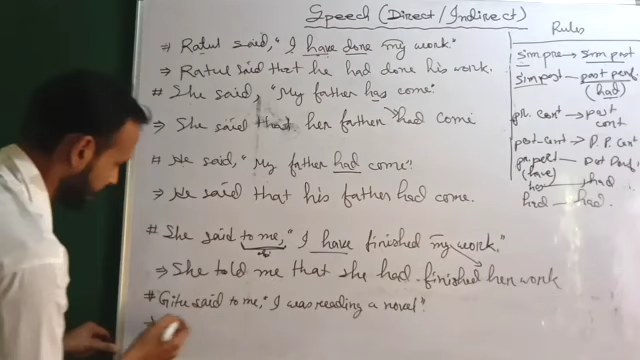 Speech (Direct/Indirect)
⇒ Ratul said, "I have done my work."
⇒ Ratul said that he had done his work.
# She said, "My father has come."
⇒ She said that her father had come
# He said, "My father had come."
⇒ He said that his father had come.
# She said to me, "I have finished my work."
⇒ She told me that she had finished her work
# Gitu said to me, "I was reading a novel."
Rules
sim pre → sim past
sim past - past perf.
(had)
pr. cont → past cont
past cont → P. P. Cont
pr. perf -
(have
has - had
had - had.